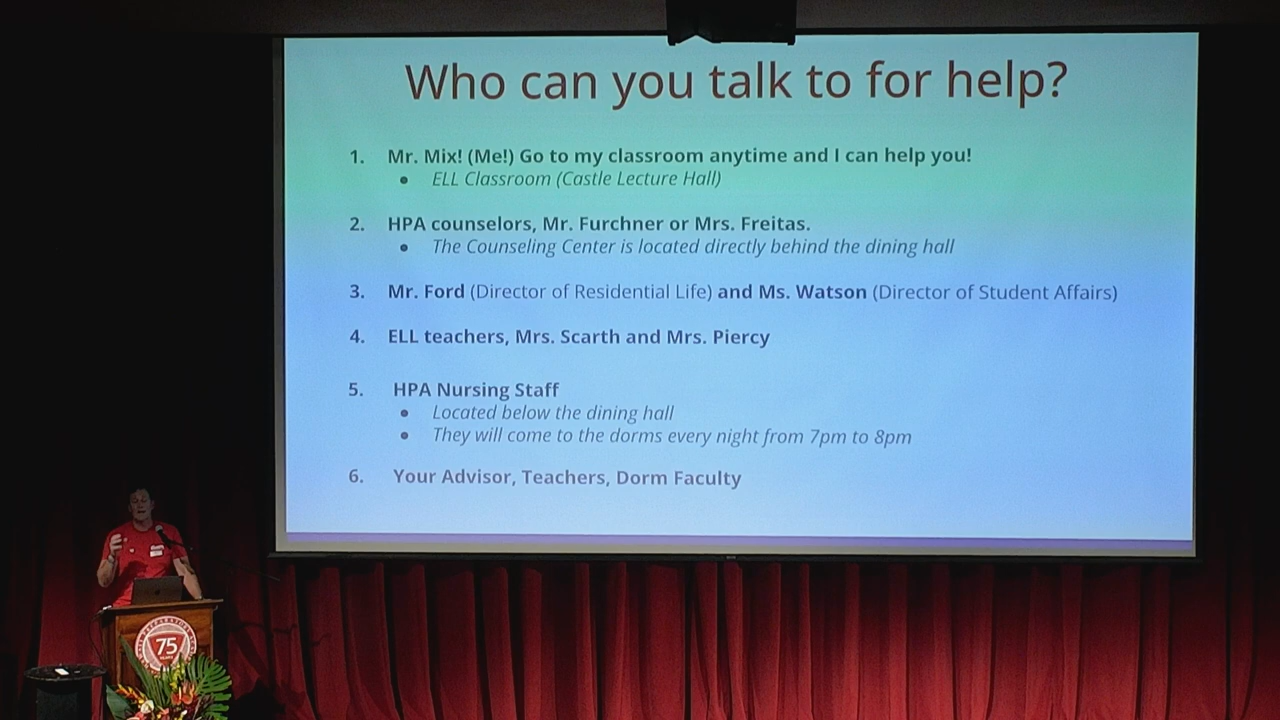 Who can you talk to for help?
1. Mr. Mix! (Me!) Go to my classroom anytime and I can help you!
● ELL Classroom (Castle Lecture Hall)
2. HPA counselors, Mr. Furchner or Mrs. Freitas.
● The Counseling Center is located directly behind the dining hall
3. Mr. Ford (Director of Residential Life) and Ms. Watson (Director of Student Affairs)
4. ELL teachers, Mrs. Scarth and Mrs. Piercy
5. HPA Nursing Staff
● Located below the dining hall
● They will come to the dorms every night from 7pm to 8pm
6. Your Advisor, Teachers, Dorm Faculty
75